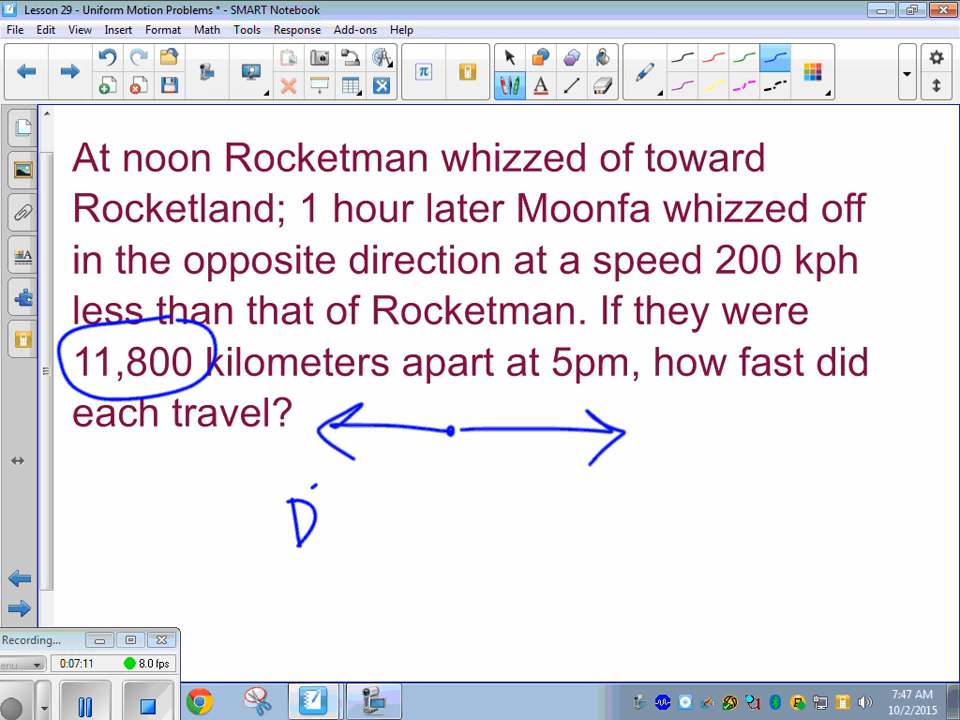 Lesson 29 - Uniform Motion Problems * - SMART Notebook
File Edit View Insert Format Math Tools Response Add-ons Help
π
A
At noon Rocketman whizzed of toward
Rocketland; 1 hour later Moonfa whizzed off
in the opposite direction at a speed 200 kph
less than that of Rocketman. If they were
11,800 kilometers apart at 5pm, how fast did
each travel?
D
Recording...
enu
0:07:11 8.0 fps
7:47 AM
10/2/2015